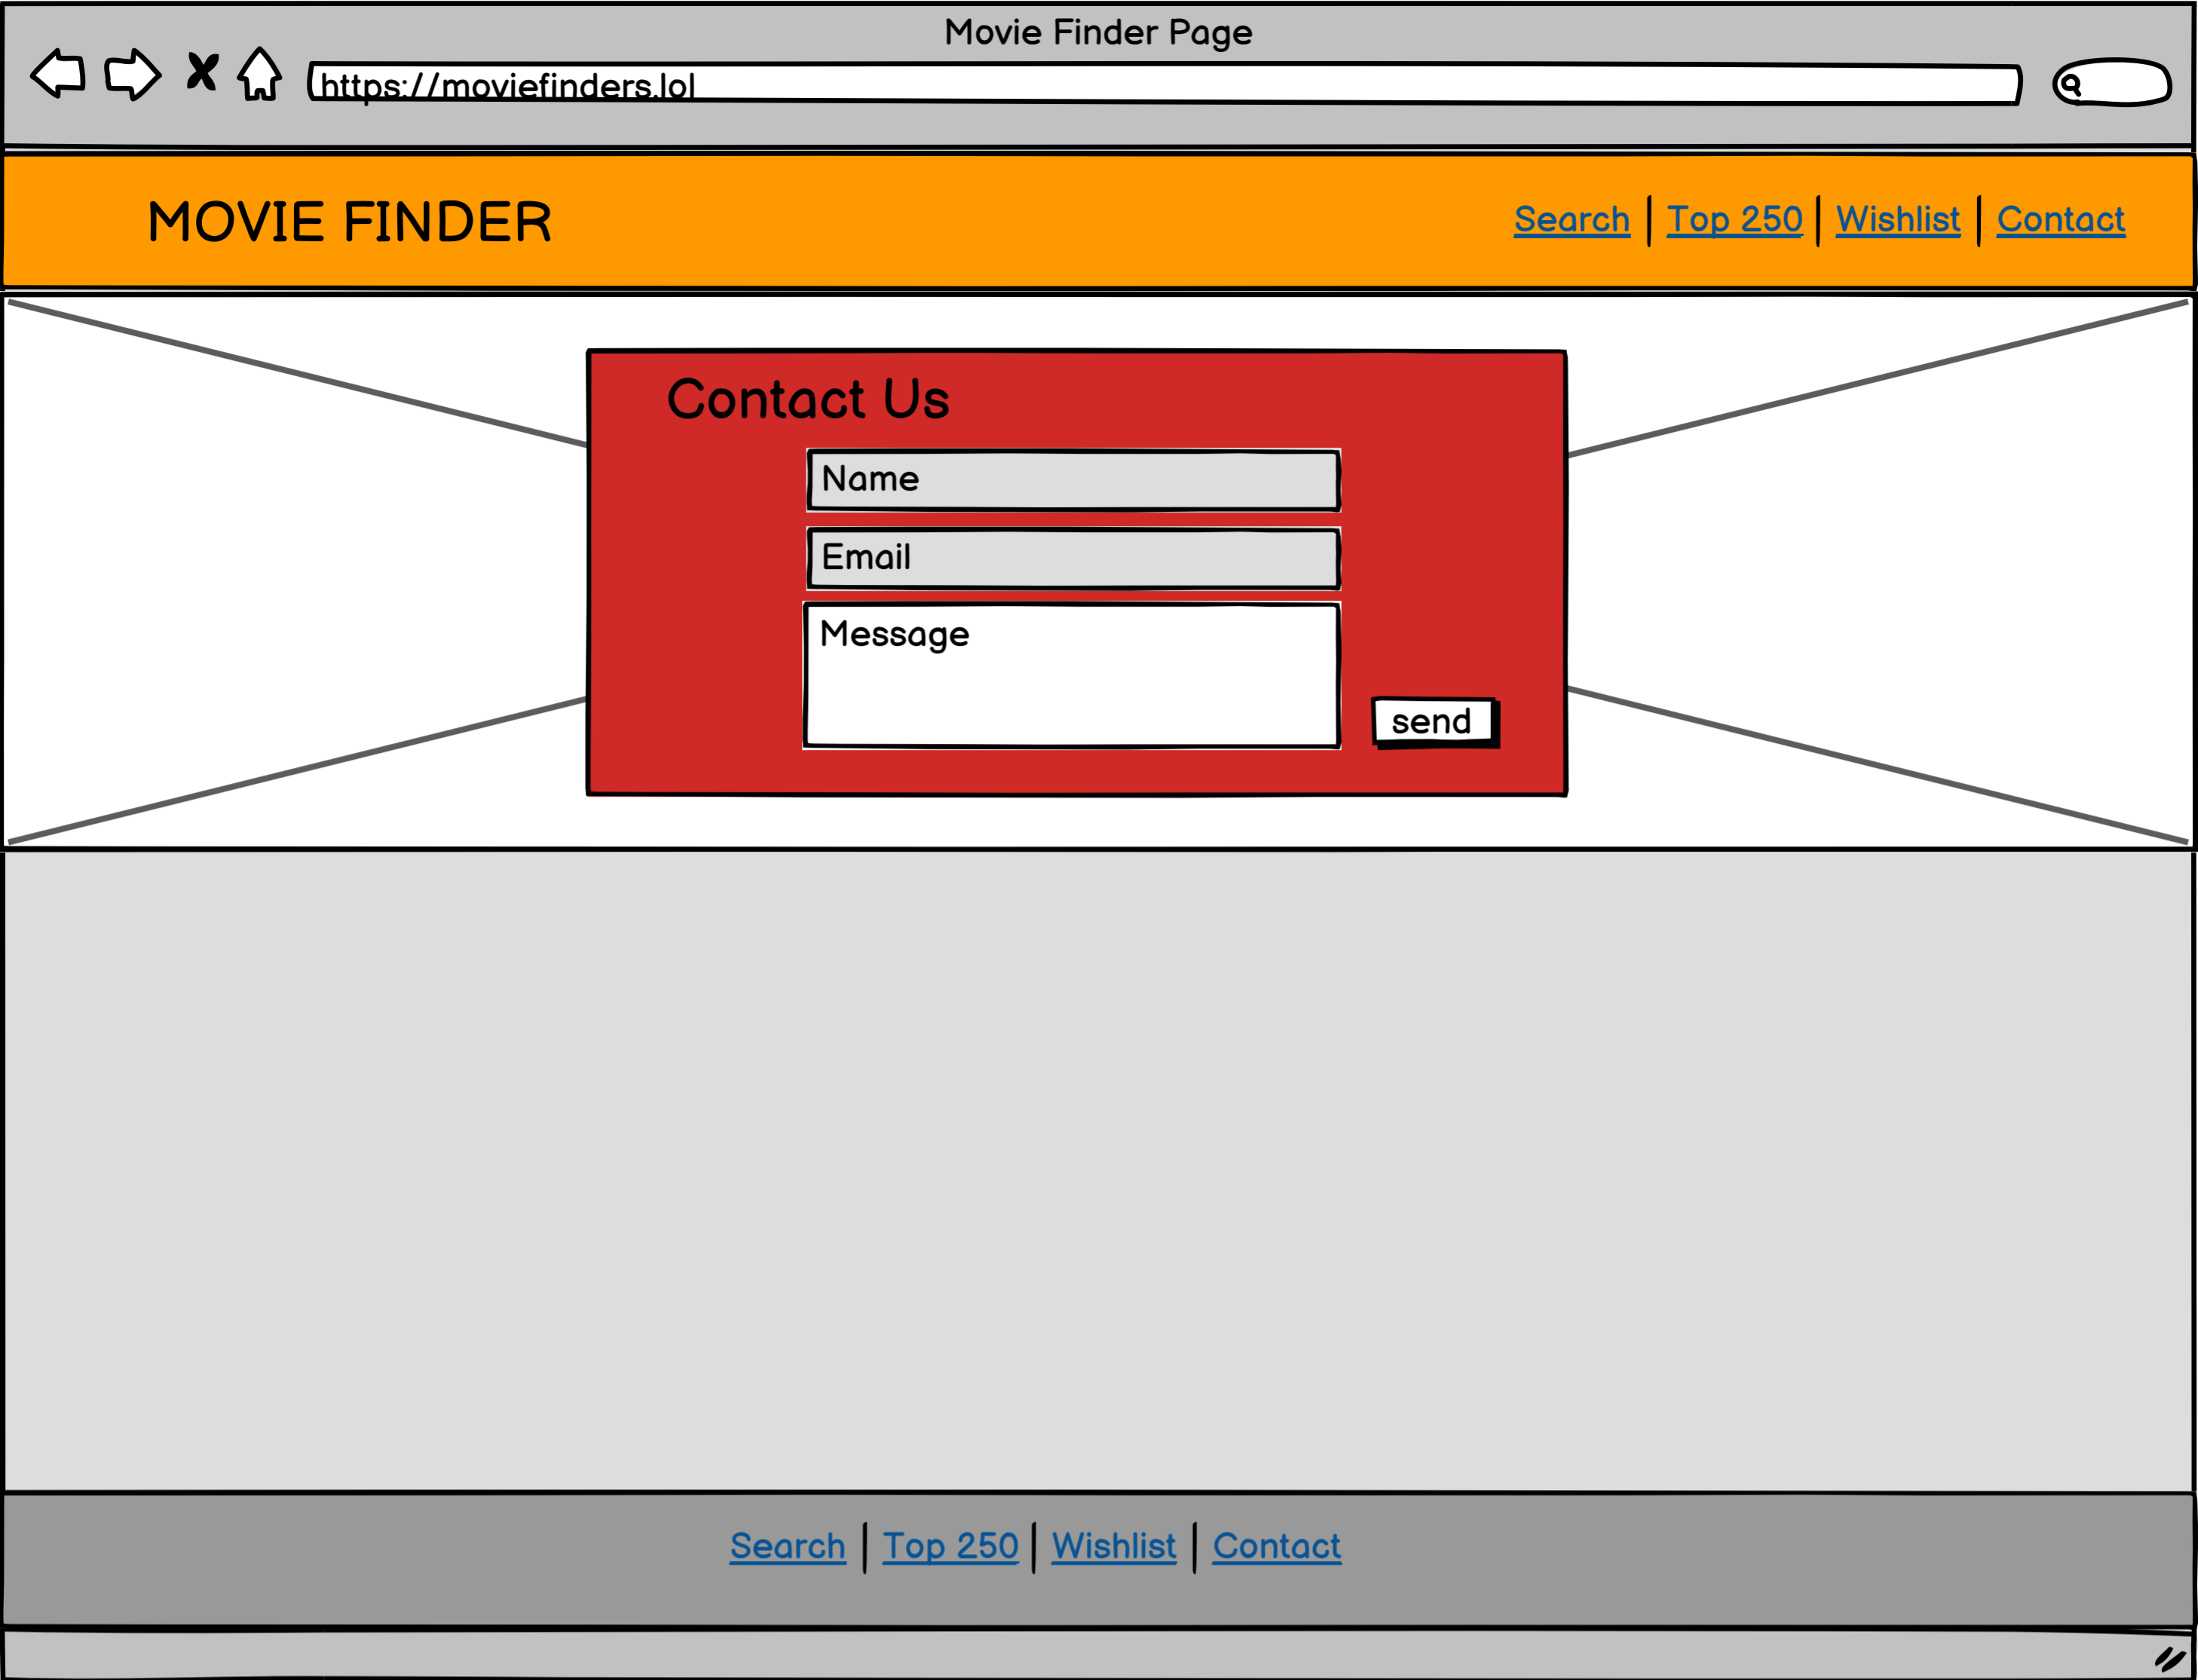 Movie Finder Page
https://moviefinders.lol
MOVIE FINDER
Search | Top 250 | Wishlist | Contact
Contact Us
Name
Email
Message
send
Search | Top 250 | Wishlist | Contact